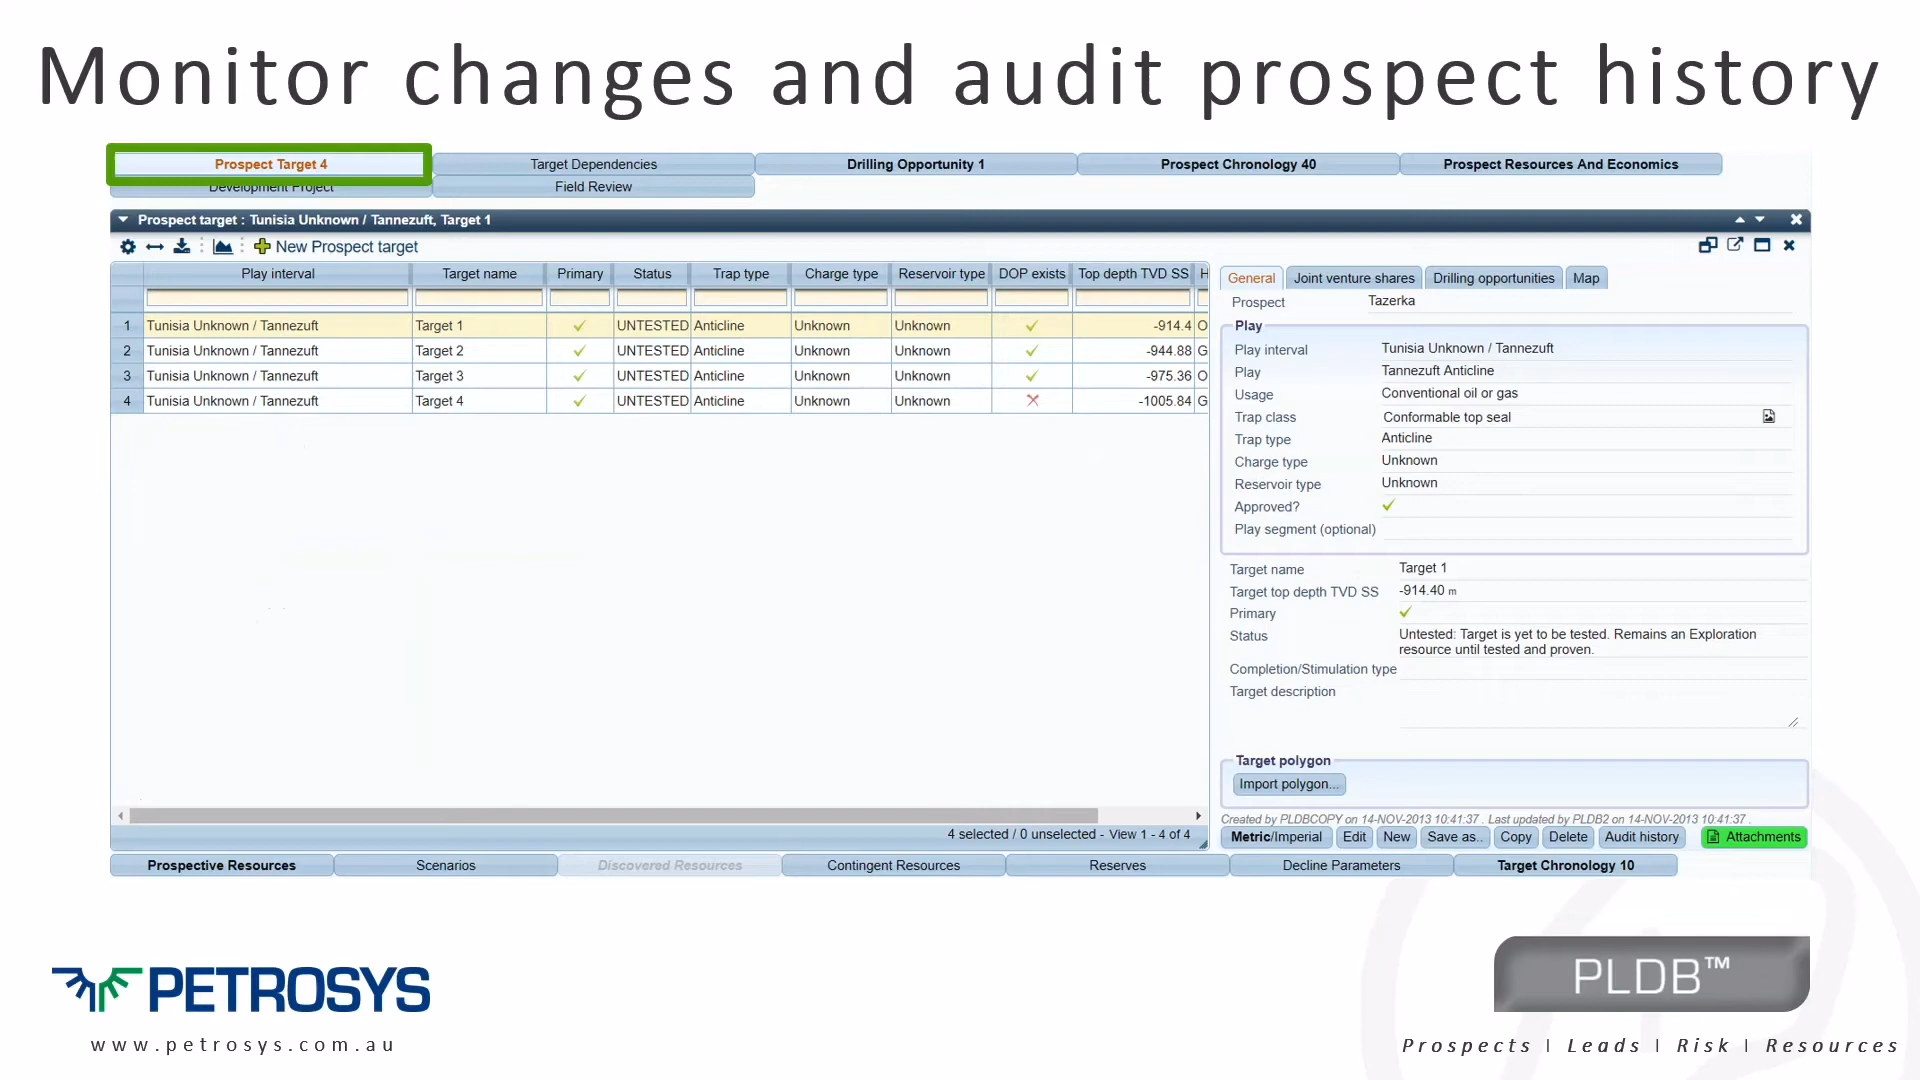 Monitor changes and audit prospect history
Prospect Target 4
Target Dependencies
Drilling Opportunity 1
Prospect Chronology 40
Prospect Resources And Economics
Development Project
Field Review
Prospect target : Tunisia Unknown / Tannezuft, Target 1
New Prospect target
Play interval Target name Primary Status Trap type Charge type Reservoir type DOP exists Top depth TVD SS H
1 Tunisia Unknown / Tannezuft Target 1 UNTESTED Anticline Unknown Unknown -914.4 O
2 Tunisia Unknown / Tannezuft Target 2 UNTESTED Anticline Unknown Unknown -944.88 G
3 Tunisia Unknown / Tannezuft Target 3 UNTESTED Anticline Unknown Unknown -975.36 O
4 Tunisia Unknown / Tannezuft Target 4 UNTESTED Anticline Unknown Unknown -1005.84 G
4 selected / 0 unselected - View 1 - 4 of 4
General Joint venture shares Drilling opportunities Map
Prospect Tazerka
Play
Play interval Tunisia Unknown / Tannezuft
Play Tannezuft Anticline
Usage Conventional oil or gas
Trap class Conformable top seal
Trap type Anticline
Charge type Unknown
Reservoir type Unknown
Approved?
Play segment (optional)
Target name Target 1
Target top depth TVD SS -914.40 m
Primary
Status Untested: Target is yet to be tested. Remains an Exploration
resource until tested and proven.
Completion/Stimulation type
Target description
Target polygon
Import polygon...
Created by PLDBCOPY on 14-NOV-2013 10:41:37 . Last updated by PLDB2 on 14-NOV-2013 10:41:37 .
Metric/Imperial Edit New Save as.. Copy Delete Audit history Attachments
Prospective Resources Scenarios Discovered Resources Contingent Resources Reserves Decline Parameters Target Chronology 10
PETROSYS
www.petrosys.com.au
PLDB™
Prospects | Leads | Risk | Resources